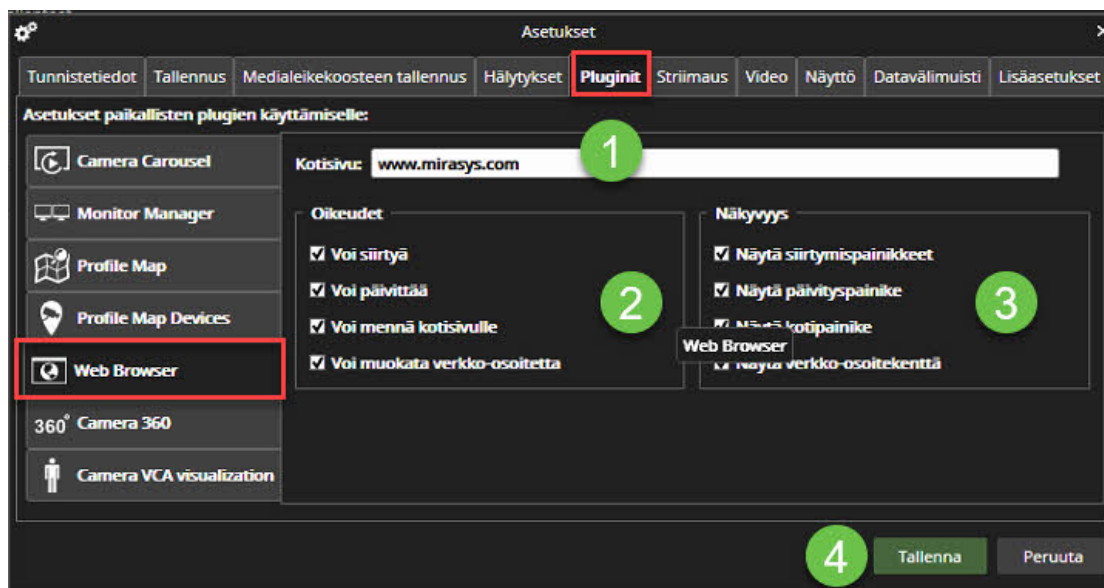 Asetukset
Tunnistetiedot Tallennus Medialeikekoosteen tallennus Hälytykset Pluginit Striimaus Video Näyttö Datavälimuisti Lisäasetukset
Asetukset paikallisten plugien käyttämiselle:
1
Camera Carousel
Monitor Manager
Profile Map
Profile Map Devices
Web Browser
360° Camera 360
Camera VCA visualization
Kotisivu: www.mirasys.com
Oikeudet
Voi siirtyä
Voi päivittää
Voi mennä kotisivulle
Voi muokata verkko-osoitetta
2
Näkyvyys
Näytä siirtymispainikkeet
Näytä päivityspainike
Näytä kotipainike
Näytä verkko-osoitekenttä
3
Web Browser
4
Tallenna Peruuta